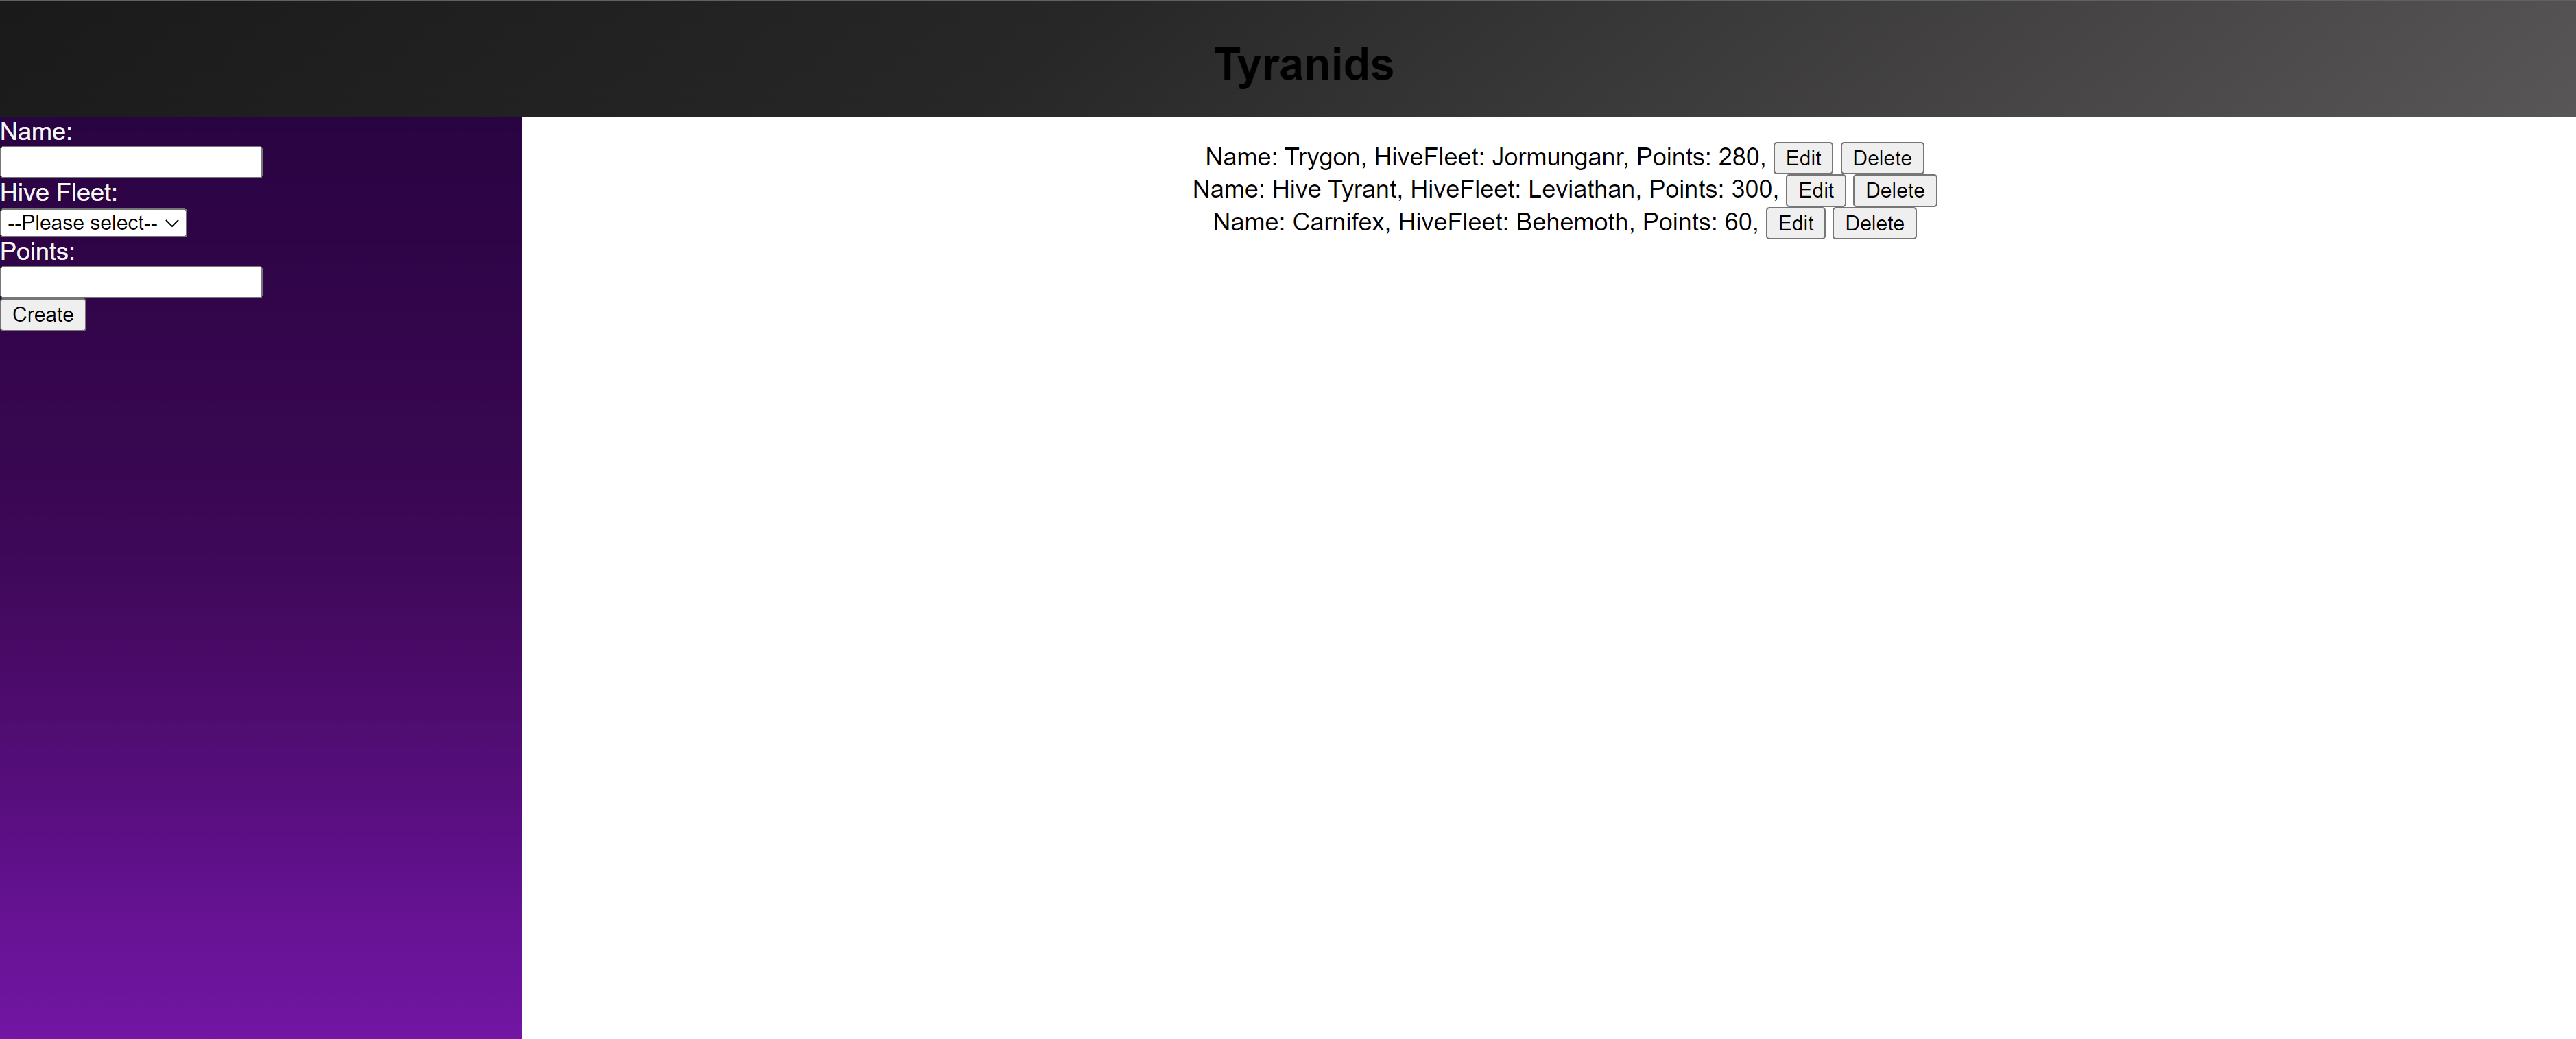 Tyranids
Name:
Hive Fleet:
--Please select--
Points:
Create
Name: Trygon, HiveFleet: Jormunganr, Points: 280, Edit Delete
Name: Hive Tyrant, HiveFleet: Leviathan, Points: 300, Edit Delete
Name: Carnifex, HiveFleet: Behemoth, Points: 60, Edit Delete